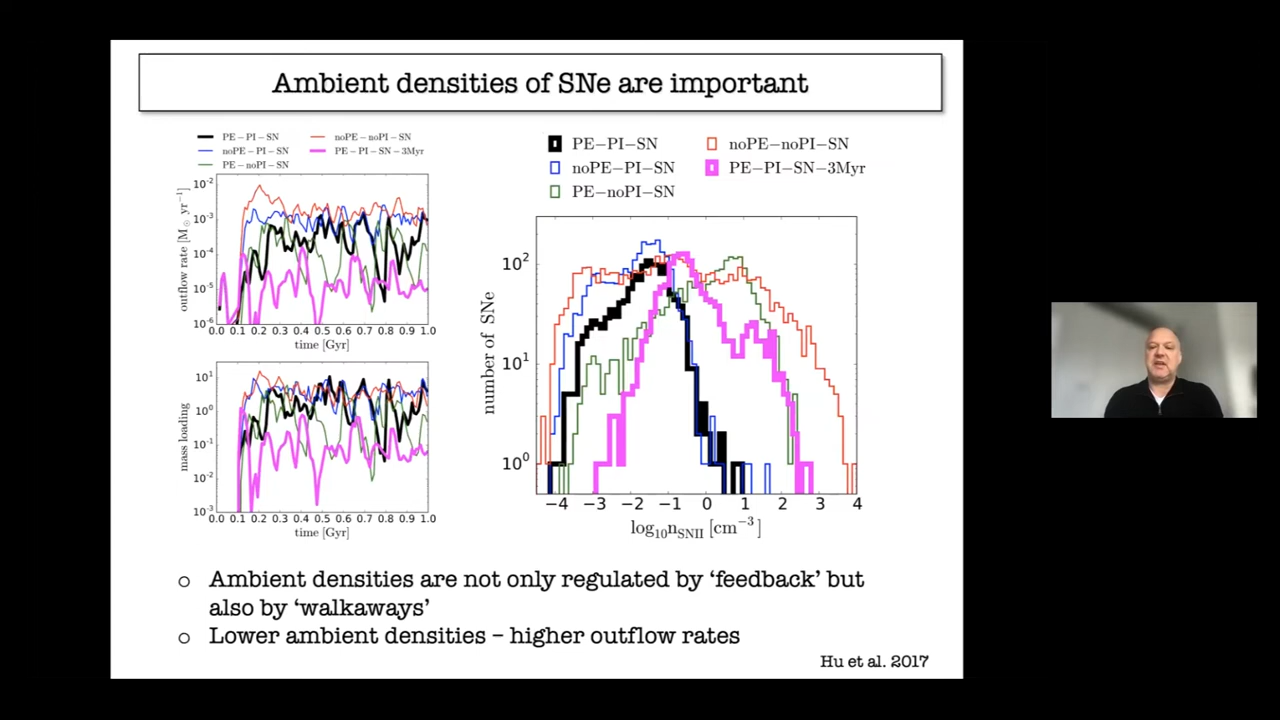 Ambient densities of SNe are important
PE−PI−SN
noPE−noPI−SN
noPE−PI−SN
PE−PI−SN−3Myr
PE−noPI−SN
outflow rate [M⊙ yr⁻¹]
10⁻²
10⁻³
10⁻⁴
10⁻⁵
10⁻⁶
0.0 0.1 0.2 0.3 0.4 0.5 0.6 0.7 0.8 0.9 1.0
time [Gyr]
mass loading
10¹
10⁰
10⁻¹
10⁻²
10⁻³
0.0 0.1 0.2 0.3 0.4 0.5 0.6 0.7 0.8 0.9 1.0
time [Gyr]
PE−PI−SN
noPE−noPI−SN
noPE−PI−SN
PE−PI−SN−3Myr
PE−noPI−SN
number of SNe
10²
10¹
10⁰
−4 −3 −2 −1 0 1 2 3 4
log₁₀nSNII [cm⁻³]
○ Ambient densities are not only regulated by ‘feedback’ but
also by ‘walkaways’
○ Lower ambient densities – higher outflow rates
Hu et al. 2017